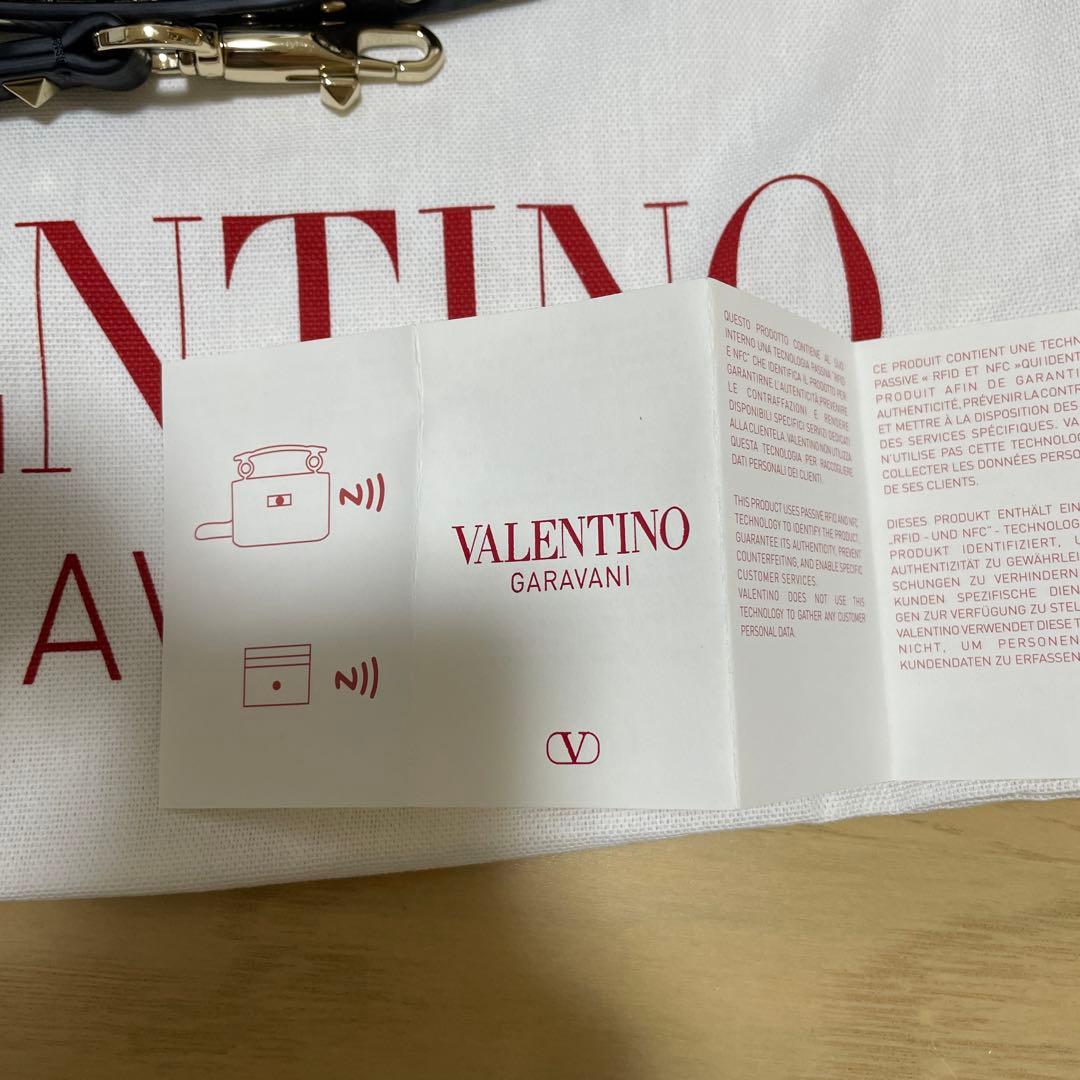 ENTINO
AV
VALENTINO
GARAVANI
V
QUESTO PRODOTTO CONTIENE AL SUO
INTERNO UNA TECNOLOGIA PASSIVA "RFID
E NFC" CHE IDENTIFICA IL PRODOTTO PER
GARANTIRNE L'AUTENTICITÀ PREVENIRE
LE CONTRAFFAZIONI E RENDERE
DISPONIBILI SPECIFICI SERVIZI DEDICATI
ALLA CLIENTELA. VALENTINO NON UTILIZZA
QUESTA TECNOLOGIA PER RACCOGLIERE
DATI PERSONALI DEI CLIENTI.
THIS PRODUCT USES PASSIVE RFID AND NFC
TECHNOLOGY TO IDENTIFY THE PRODUCT,
GUARANTEE ITS AUTHENTICITY, PREVENT
COUNTERFEITING, AND ENABLE SPECIFIC
CUSTOMER SERVICES.
VALENTINO DOES NOT USE THIS
TECHNOLOGY TO GATHER ANY CUSTOMER
PERSONAL DATA.
CE PRODUIT CONTIENT UNE TECHN
PASSIVE « RFID ET NFC »QUI IDENT
PRODUIT AFIN DE GARANTI
AUTHENTICITÉ, PRÉVENIR LA CONTR
ET METTRE À LA DISPOSITION DES
DES SERVICES SPÉCIFIQUES. VA
N'UTILISE PAS CETTE TECHNOLOG
COLLECTER LES DONNÉES PERSO
DE SES CLIENTS.
DIESES PRODUKT ENTHÄLT EIN
„RFID - UND NFC" - TECHNOLOG
PRODUKT IDENTIFIZIERT, U
AUTHENTIZITÄT ZU GEWÄHRLEI
SCHUNGEN ZU VERHINDERN
KUNDEN SPEZIFISCHE DIEN
GEN ZUR VERFÜGUNG ZU STEL
VALENTINO VERWENDET DIESE T
NICHT, UM PERSONEN
KUNDENDATEN ZU ERFASSEN